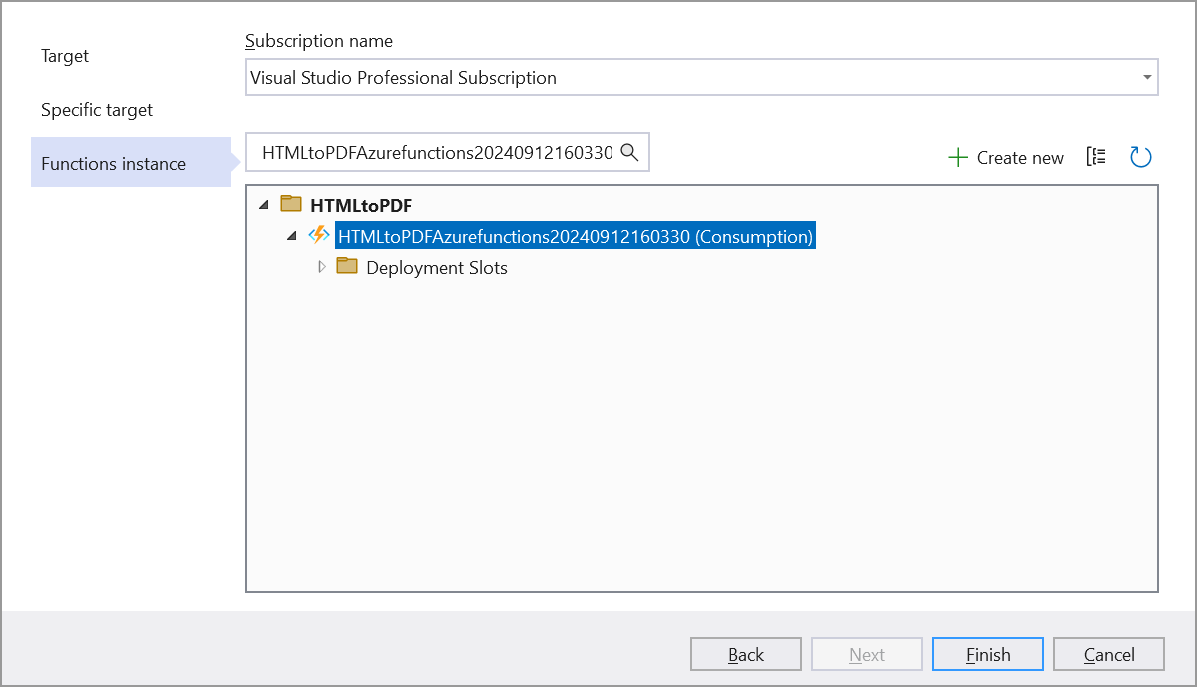 Target
Specific target
Functions instance
Subscription name
Visual Studio Professional Subscription
HTMLtoPDFAzurefunctions20240912160330
Create new
HTMLtoPDF
HTMLtoPDFAzurefunctions20240912160330 (Consumption)
Deployment Slots
Back
Next
Finish
Cancel